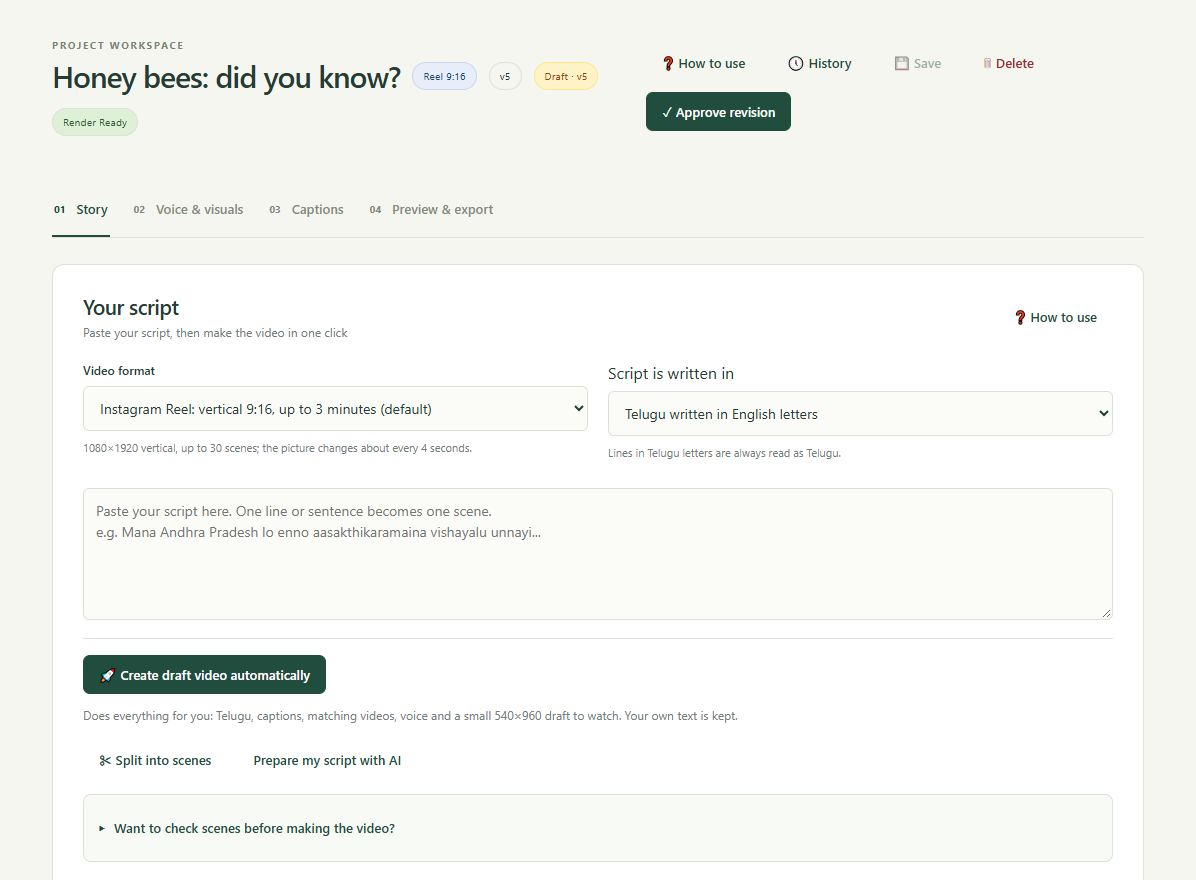 PROJECT WORKSPACE
Honey bees: did you know?
Reel 9:16
v5
Draft · v5
Render Ready
❓ How to use
History
💾 Save
Delete
✓ Approve revision
01 Story
02 Voice & visuals
03 Captions
04 Preview & export
Your script
Paste your script, then make the video in one click
❓ How to use
Video format
Instagram Reel: vertical 9:16, up to 3 minutes (default)
1080×1920 vertical, up to 30 scenes; the picture changes about every 4 seconds.
Script is written in
Telugu written in English letters
Lines in Telugu letters are always read as Telugu.
Paste your script here. One line or sentence becomes one scene.
e.g. Mana Andhra Pradesh lo enno aasakthikaramaina vishayalu unnayi...
🚀 Create draft video automatically
Does everything for you: Telugu, captions, matching videos, voice and a small 540×960 draft to watch. Your own text is kept.
✂ Split into scenes
Prepare my script with AI
▸ Want to check scenes before making the video?